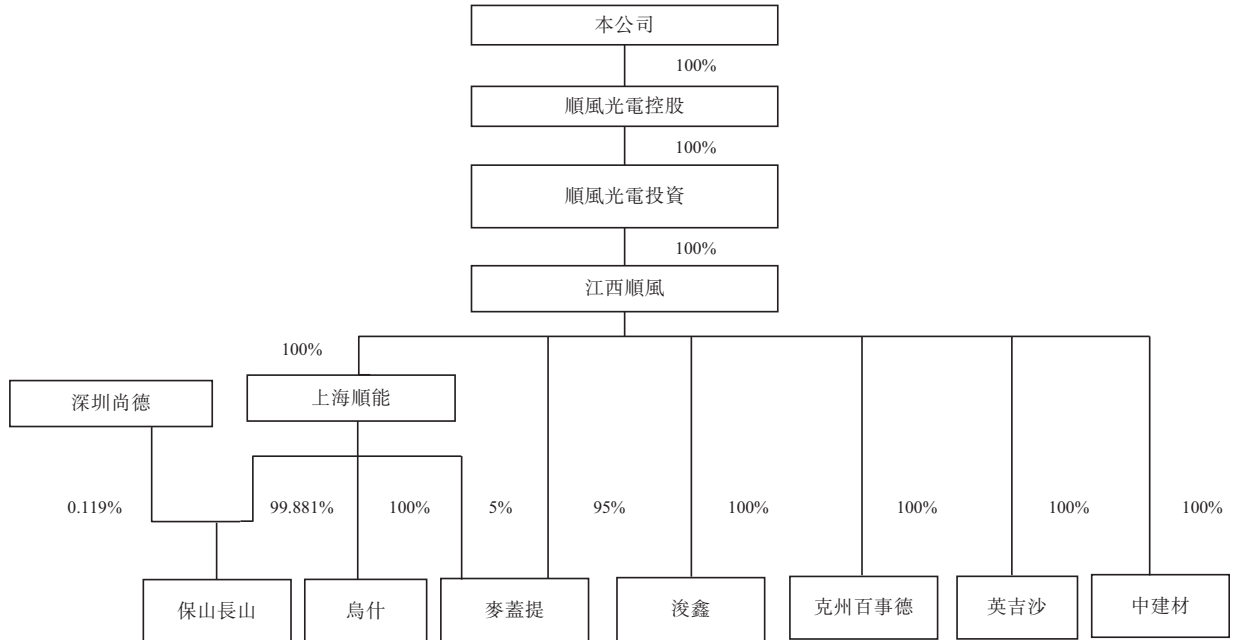 本公司
100%
順風光電控股
100%
順風光電投資
100%
江西順風
100%
深圳尚德
上海順能
0.119%
99.881%
100%
5%
95%
100%
100%
100%
100%
保山長山
烏什
麥蓋提
浚鑫
克州百事德
英吉沙
中建材